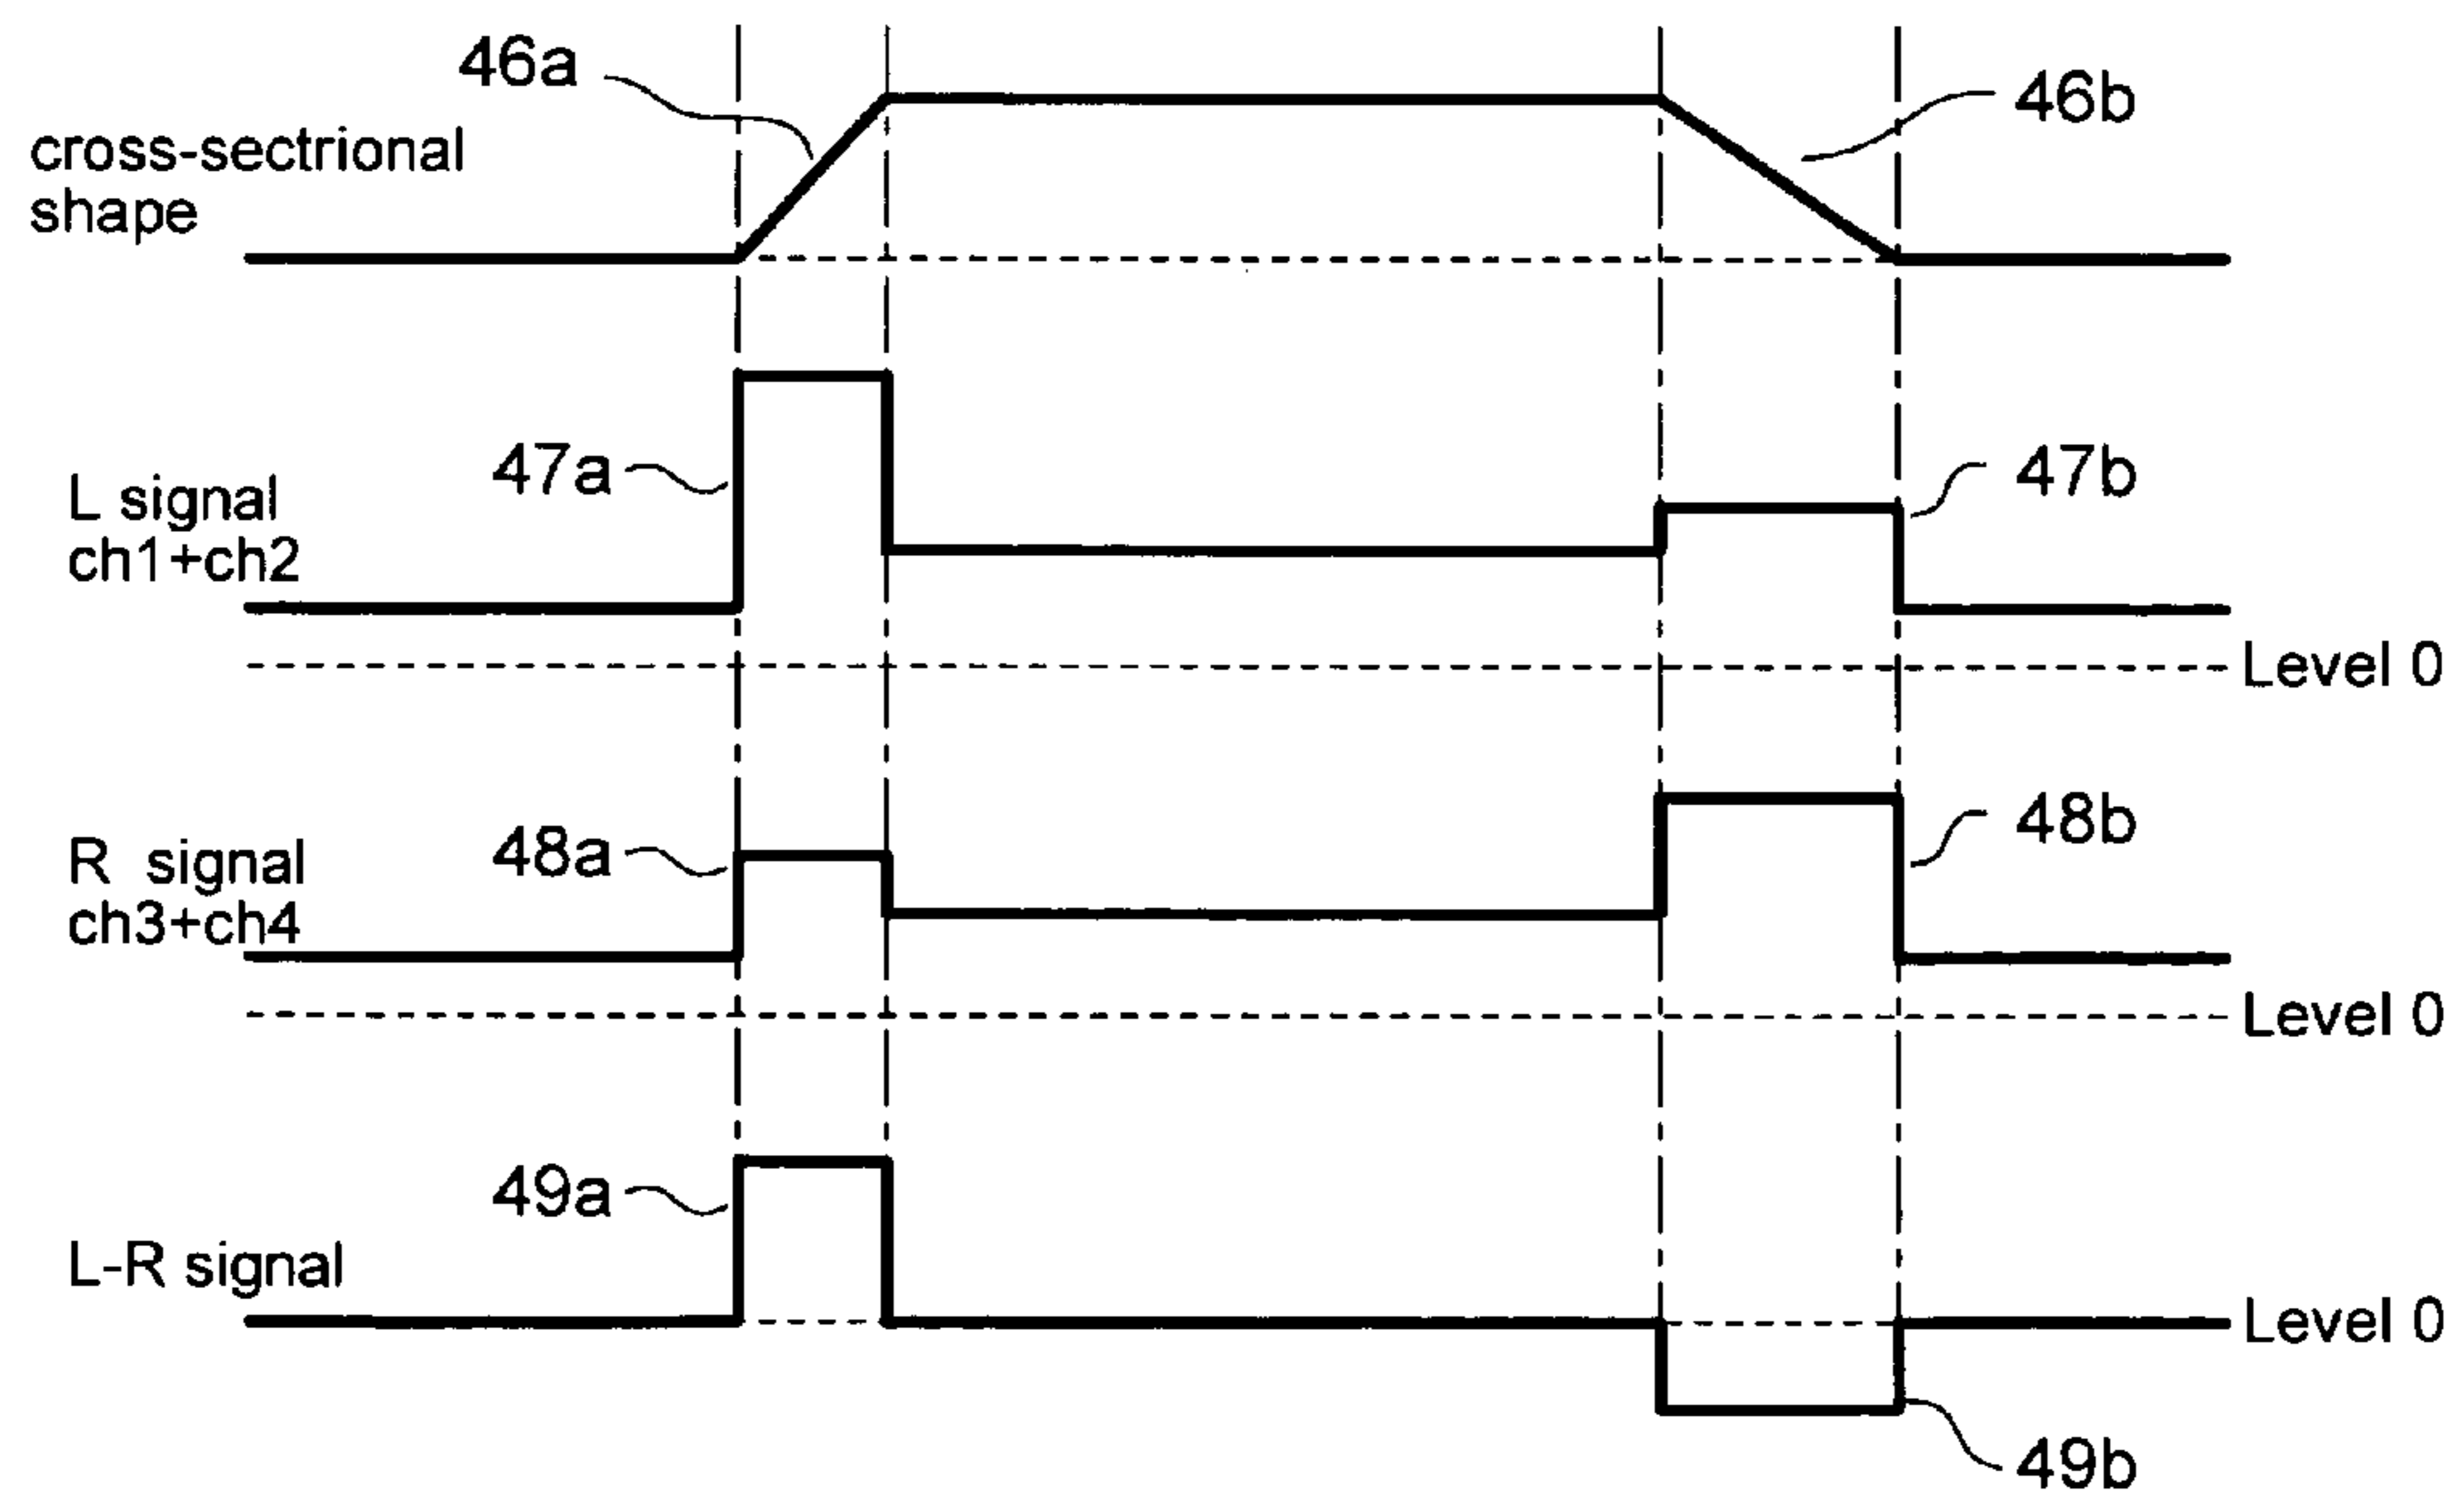 46a
46b
cross-sectrional
shape
47a
47b
L signal
ch1+ch2
Level 0
48a
48b
R signal
ch3+ch4
Level 0
49a
L-R signal
Level 0
49b